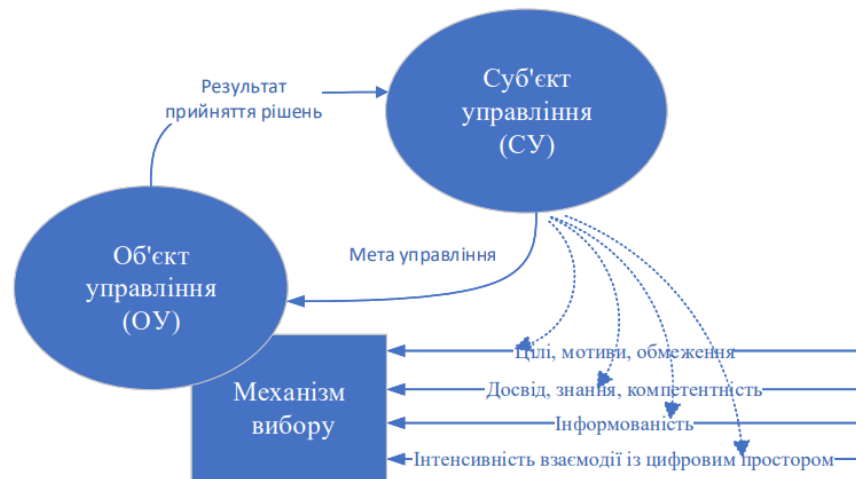 Результат
прийняття рішень
Суб'єкт
управління
(СУ)
Об'єкт
управління
(ОУ)
Мета управління
Механізм
вибору
Цілі, мотиви, обмеження
Досвід, знання, компетентність
Інформованість
Інтенсивність взаємодії із цифровим простором